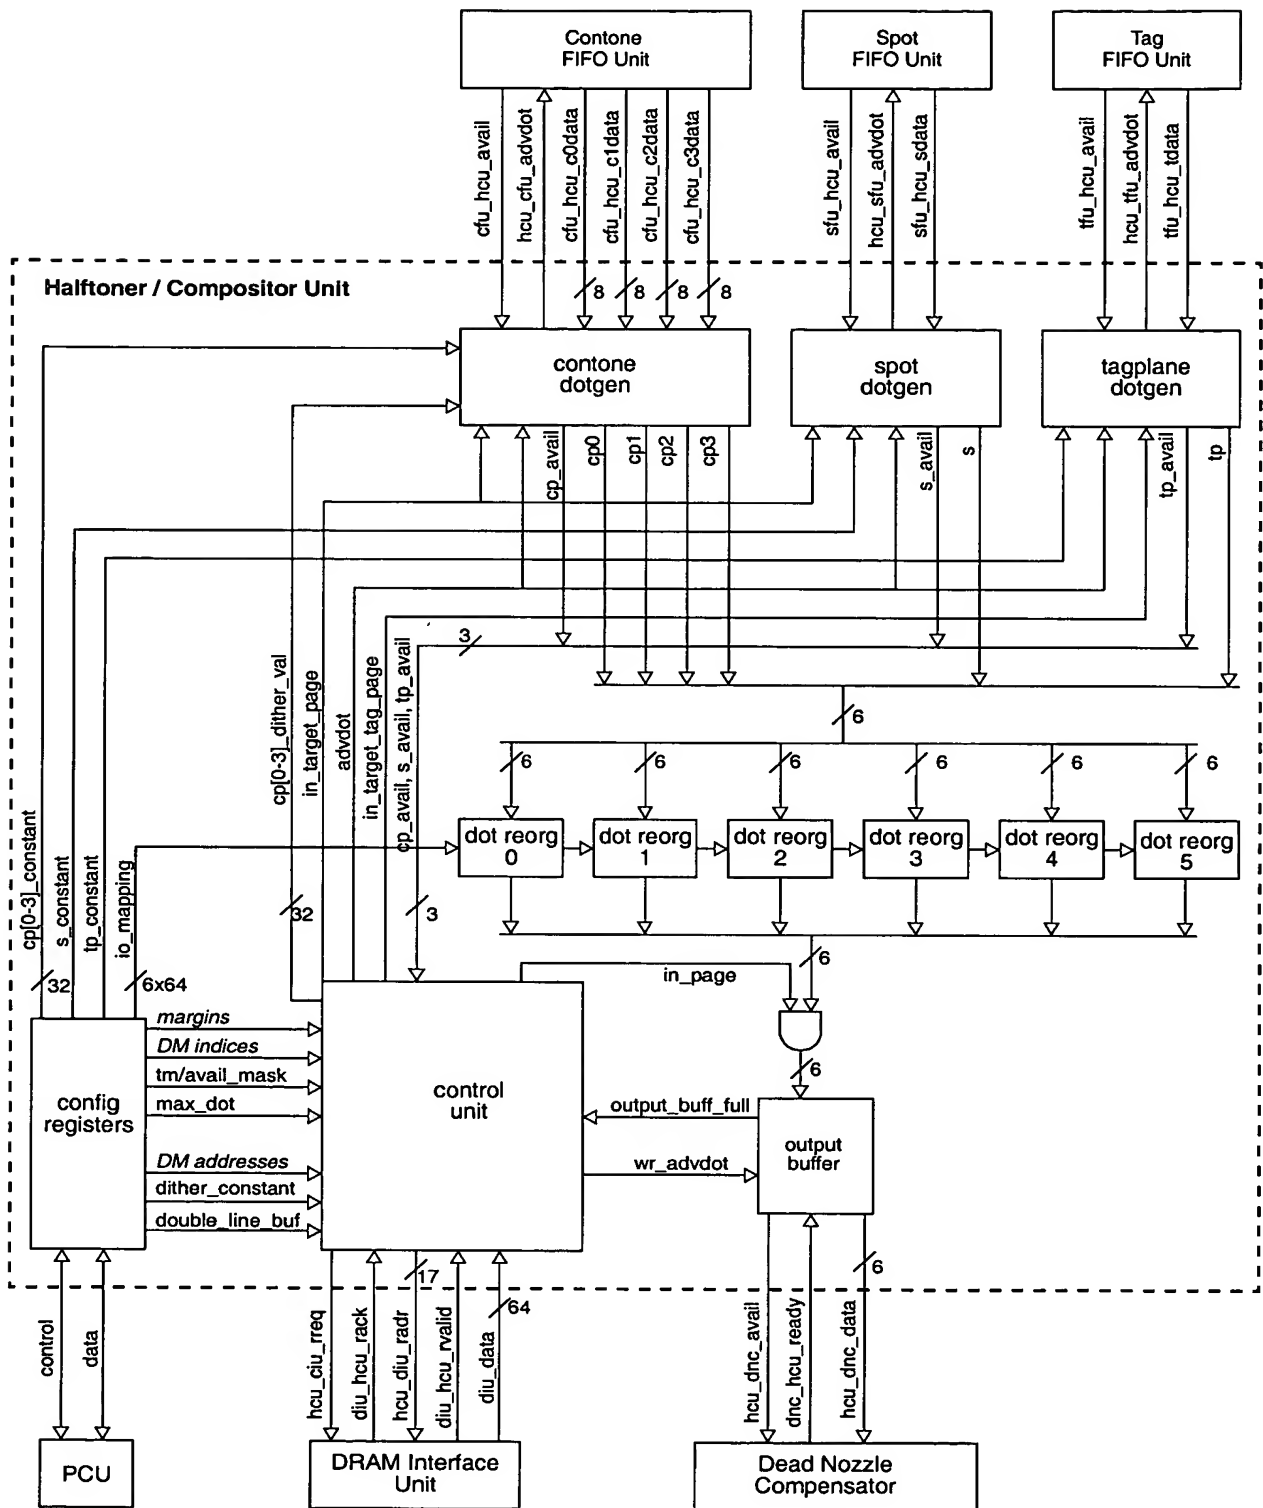 Contone
FIFO Unit
Spot
FIFO Unit
Tag
FIFO Unit
cfu_hcu_avail
hcu_cfu_advdot
cfu_hcu_c0data
cfu_hcu_c1data
cfu_hcu_c2data
cfu_hcu_c3data
sfu_hcu_avail
hcu_sfu_advdot
sfu_hcu_sdata
tfu_hcu_avail
hcu_tfu_advdot
tfu_hcu_tdata
Halftoner / Compositor Unit
8
8
8
8
contone
dotgen
spot
dotgen
tagplane
dotgen
cp_avail
cp0
cp1
cp2
cp3
s_avail
s
tp_avail
tp
3
cp[0-3]_dither_val
in_target_page
advdot
in_target_tag_page
cp_avail, s_avail, tp_avail
6
6
6
6
6
6
6
dot reorg
0
dot reorg
1
dot reorg
2
dot reorg
3
dot reorg
4
dot reorg
5
cp[0-3]_constant
s_constant
tp_constant
io_mapping
32
3
32
6x64
in_page
6
6
margins
DM indices
tm/avail_mask
max_dot
DM addresses
dither_constant
double_line_buf
config
registers
control
unit
output_buff_full
wr_advdot
output
buffer
17
64
6
control
data
hcu_ciu_rreq
diu_hcu_rack
hcu_diu_radr
diu_hcu_rvalid
diu_data
hcu_dnc_avail
dnc_hcu_ready
hcu_dnc_data
PCU
DRAM Interface
Unit
Dead Nozzle
Compensator